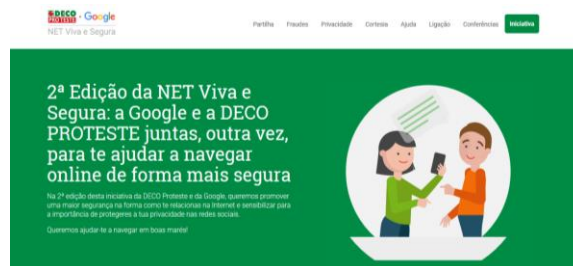 DECO PROTESTE + Google
NET Viva e Segura
Partilha Fraudes Privacidade Cortesia Ajuda Ligação Conferências Iniciativa
2ª Edição da NET Viva e
Segura: a Google e a DECO
PROTESTE juntas, outra vez,
para te ajudar a navegar
online de forma mais segura
Na 2ª edição desta iniciativa da DECO Proteste e da Google, queremos promover
uma maior segurança na forma como te relacionas na Internet e sensibilizar para
a importância de protegeres a tua privacidade nas redes sociais.
Queremos ajudar-te a navegar em boas marés!